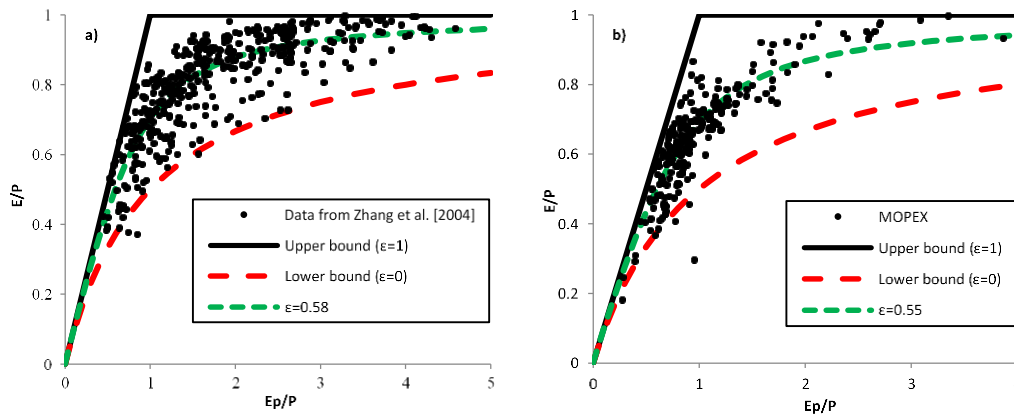 a)
E/P
1
0.8
0.6
0.4
0.2
0
0 1 2 3 4 5
Ep/P
Data from Zhang et al. [2004]
Upper bound (ε=1)
Lower bound (ε=0)
ε=0.58
b}
E/P
1
0.8
0.6
0.4
0.2
0
0 1 2 3
Ep/P
MOPEX
Upper bound (ε=1)
Lower bound (ε=0)
ε=0.55